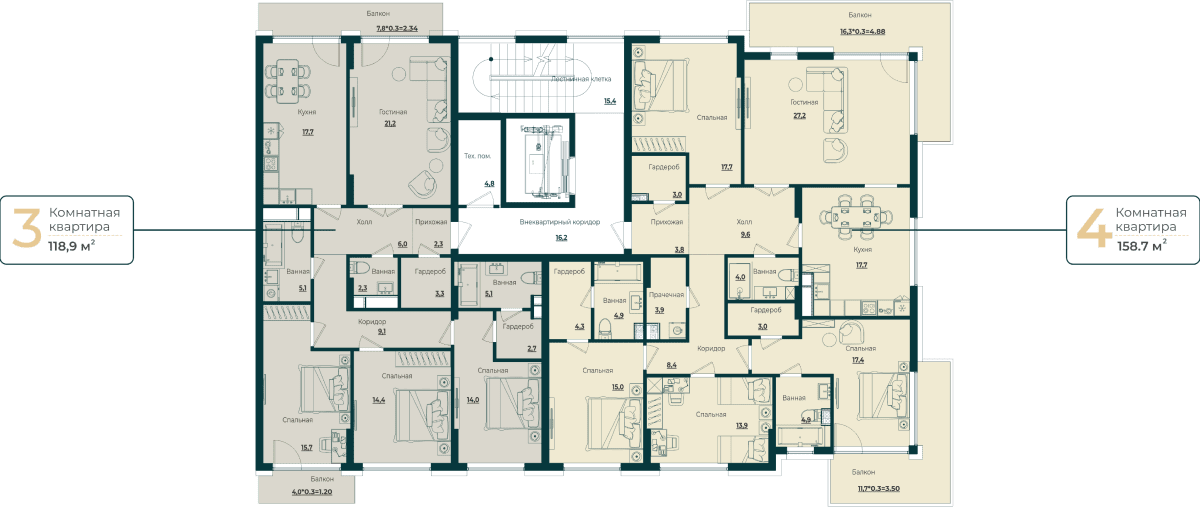 Балкон
7.8*0.3=2.34
Балкон
16,3*0.3=4.88
Кухня
17.7
Гостиная
21.2
Лестничная клетка
15,4
Спальная
17.7
Гостиная
27.2
Тех. пом.
4,8
Гардероб
3.0
3 Комнатная
квартира
118,9 м²
Холл
6,0
Прихожая
2.3
Внеквартирный коридор
16.2
Прихожая
3.8
Холл
9.6
Кухня
17.7
4 Комнатная
квартира
158.7 м²
Ванная
5,1
Ванная
2.3
Гардероб
3.3
Ванная
5,1
Гардероб
4.3
Ванная
4,9
Прачечная
3,9
Ванная
4,0
Гардероб
3.0
Коридор
9,1
Гардероб
2.7
Коридор
8.4
Спальная
17.4
Спальная
15.7
Спальная
14,4
Спальная
14,0
Спальная
15.0
Спальная
13.9
Ванная
4,9
Балкон
4,0*0.3=1.20
Балкон
11,7*0.3=3.50